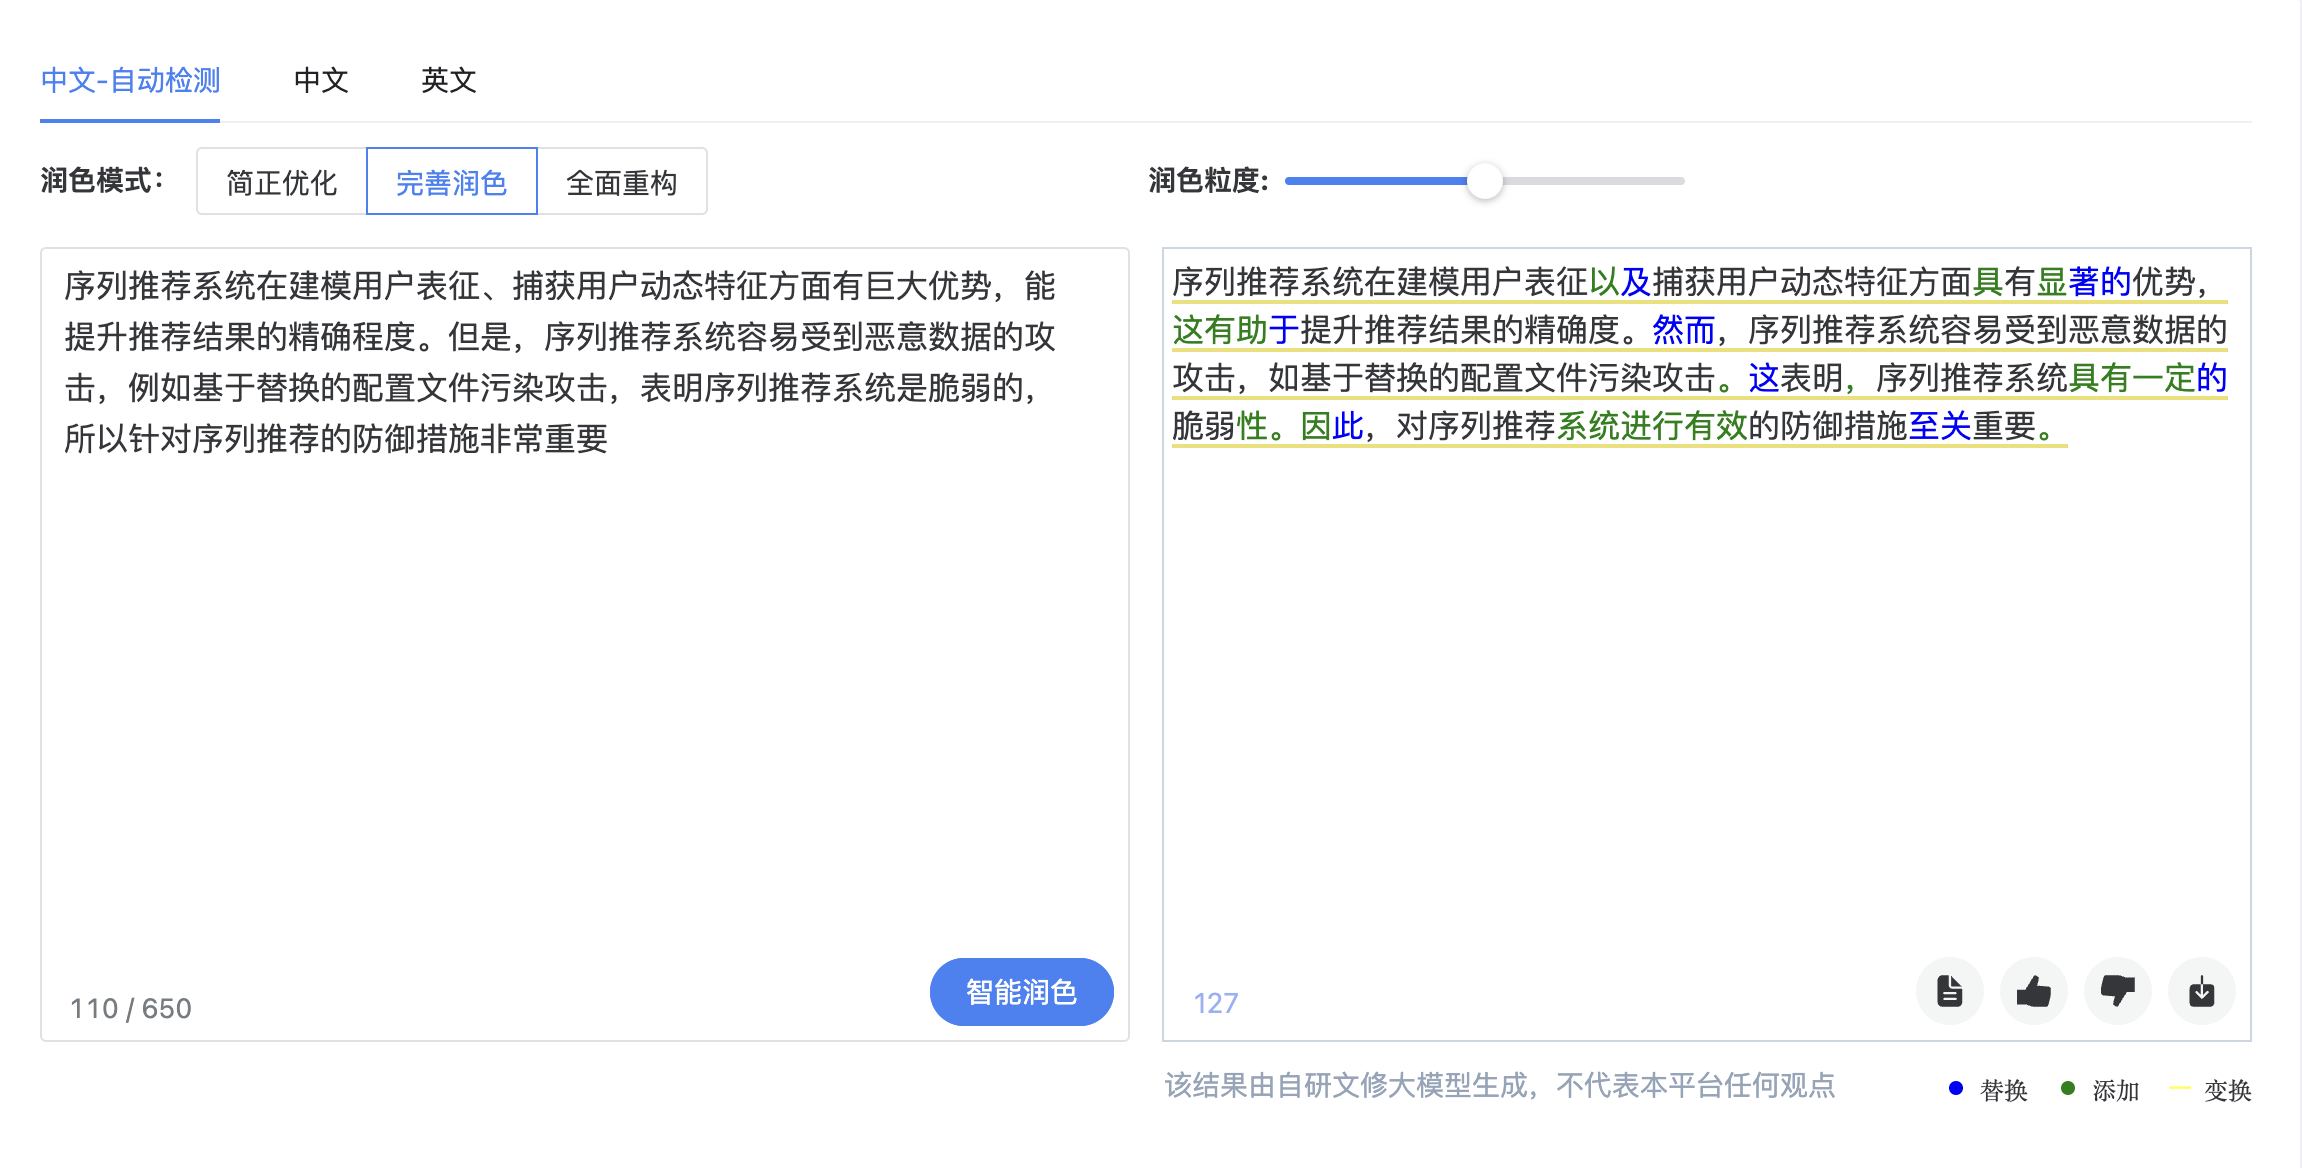 中文-自动检测 中文 英文
润色模式： 简正优化 完善润色 全面重构 润色粒度:
序列推荐系统在建模用户表征、捕获用户动态特征方面有巨大优势，能
提升推荐结果的精确程度。但是，序列推荐系统容易受到恶意数据的攻
击，例如基于替换的配置文件污染攻击，表明序列推荐系统是脆弱的，
所以针对序列推荐的防御措施非常重要
110 / 650
智能润色
序列推荐系统在建模用户表征以及捕获用户动态特征方面具有显著的优势，
这有助于提升推荐结果的精确度。然而，序列推荐系统容易受到恶意数据的
攻击，如基于替换的配置文件污染攻击。这表明，序列推荐系统具有一定的
脆弱性。因此，对序列推荐系统进行有效的防御措施至关重要。
127
该结果由自研文修大模型生成，不代表本平台任何观点
替换 添加 变换